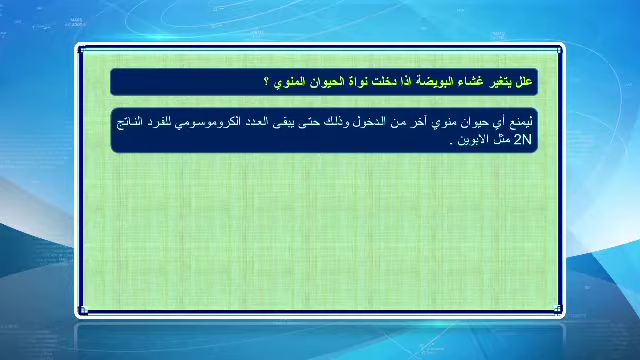 علل يتغير غشاء البويضة اذا دخلت نواة الحيوان المنوي ؟
ليمنع أي حيوان منوي آخر من الدخول وذلك حتى يبقى العدد الكروموسومي للفرد الناتج
2N مثل الابوين .